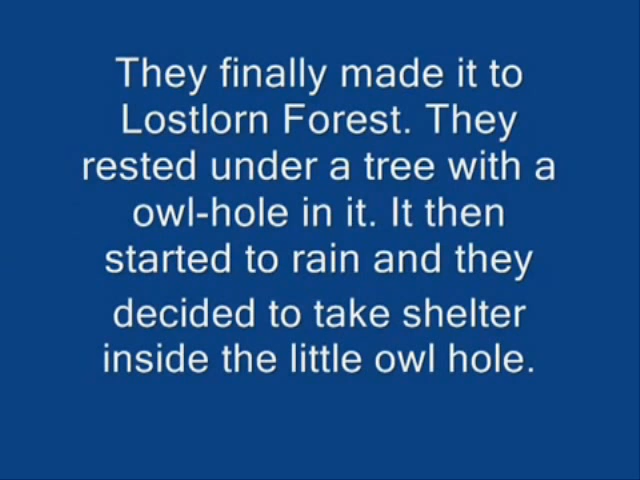 They finally made it to
Lostlorn Forest. They
rested under a tree with a
owl-hole in it. It then
started to rain and they
decided to take shelter
inside the little owl hole.